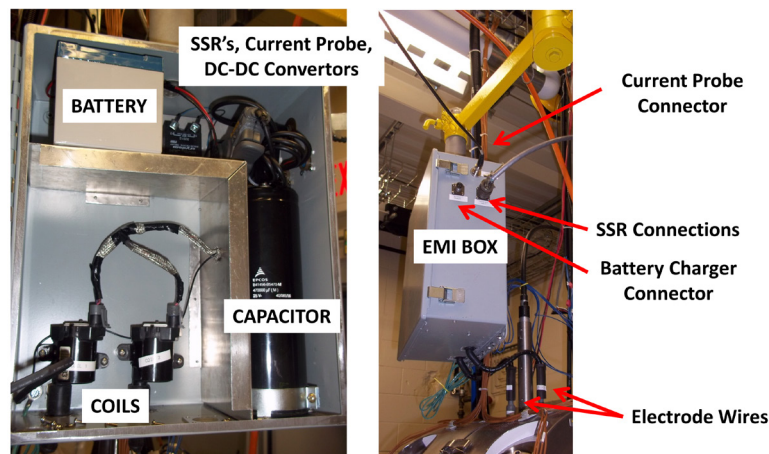 SSR's, Current Probe,
DC-DC Convertors
BATTERY
CAPACITOR
COILS
EPCOS
Current Probe
Connector
EMI BOX
SSR Connections
Battery Charger
Connector
Electrode Wires